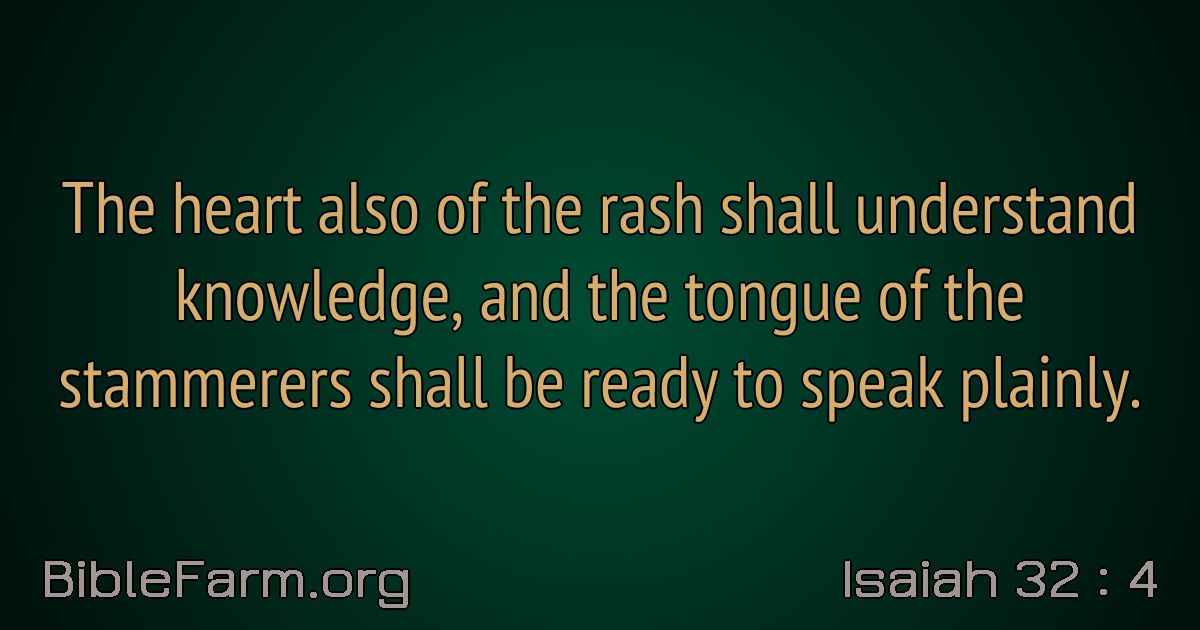 The heart also of the rash shall understand
knowledge, and the tongue of the
stammerers shall be ready to speak plainly.
BibleFarm.org
Isaiah 32 : 4